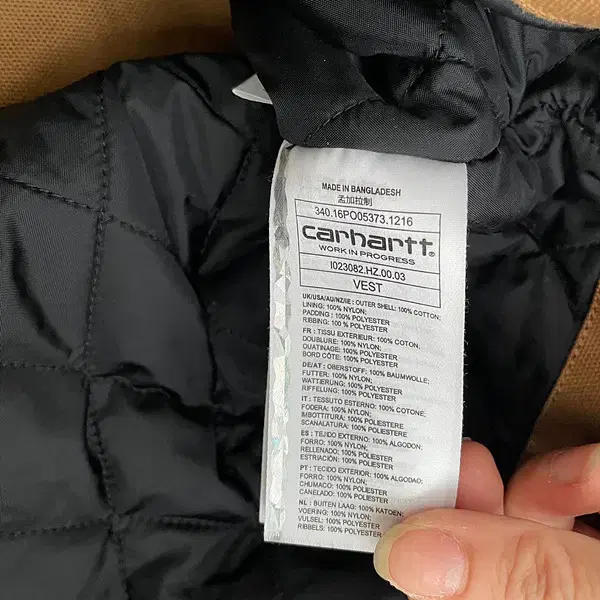 MADE IN BANGLADESH
孟加拉制
340.16PO05373.1216
carhartt®
WORK IN PROGRESS
I023082.HZ.00.03
VEST
UK/USA/AU/NZ/IE : OUTER SHELL: 100% COTTON;
LINING: 100% NYLON;
PADDING : 100% POLYESTER
RIBBING: 100% POLYESTER
FR : TISSU EXTERIEUR: 100% COTON;
DOUBLURE: 100% NYLON;
OUATINAGE: 100% POLYESTER
BORD CÔTE: 100% POLYESTER
DE/AT : OBERSTOFF: 100% BAUMWOLLE;
FUTTER: 100% NYLON;
WATTIERUNG: 100% POLYESTER
RIFFELUNG: 100% POLYESTER
IT : TESSUTO ESTERNO: 100% COTONE;
FODERA: 100% NYLON;
IMBOTTITURA: 100% POLIESTERE
SCANALATURA: 100% POLIESTERE
ES : TEJIDO EXTERNO: 100% ALGODON;
FORRO: 100% NYLON;
RELLENADO: 100% POLIESTER
ESTRIACIÓN: 100% POLIESTER
PT : TECIDO EXTERIOR: 100% ALGODAO;
FORRO: 100% NYLON;
CHUMACO: 100% POLIESTER
CANELADO: 100% POLIESTER
NL : BUITEN LAAG: 100% KATOEN;
VOERING: 100% NYLON;
VULSEL: 100% POLYESTER
RIBBELS: 100% POLYESTER